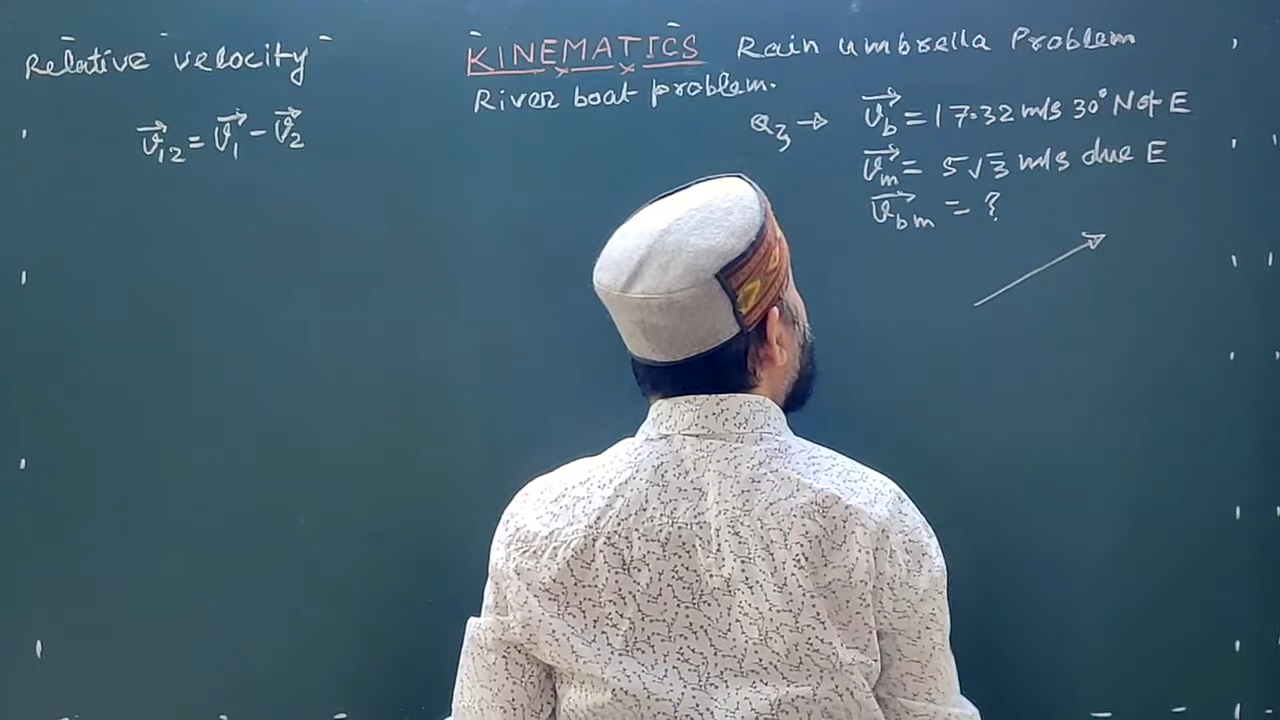 Relative velocity
v⃗₁₂ = v⃗₁ - v⃗₂
KINEMATICS Rain umbrella Problem
River boat problem.
Q₃ → v⃗b = 17.32 m/s 30° N of E
v⃗m = 5√3 m/s due E
v⃗bm = ?